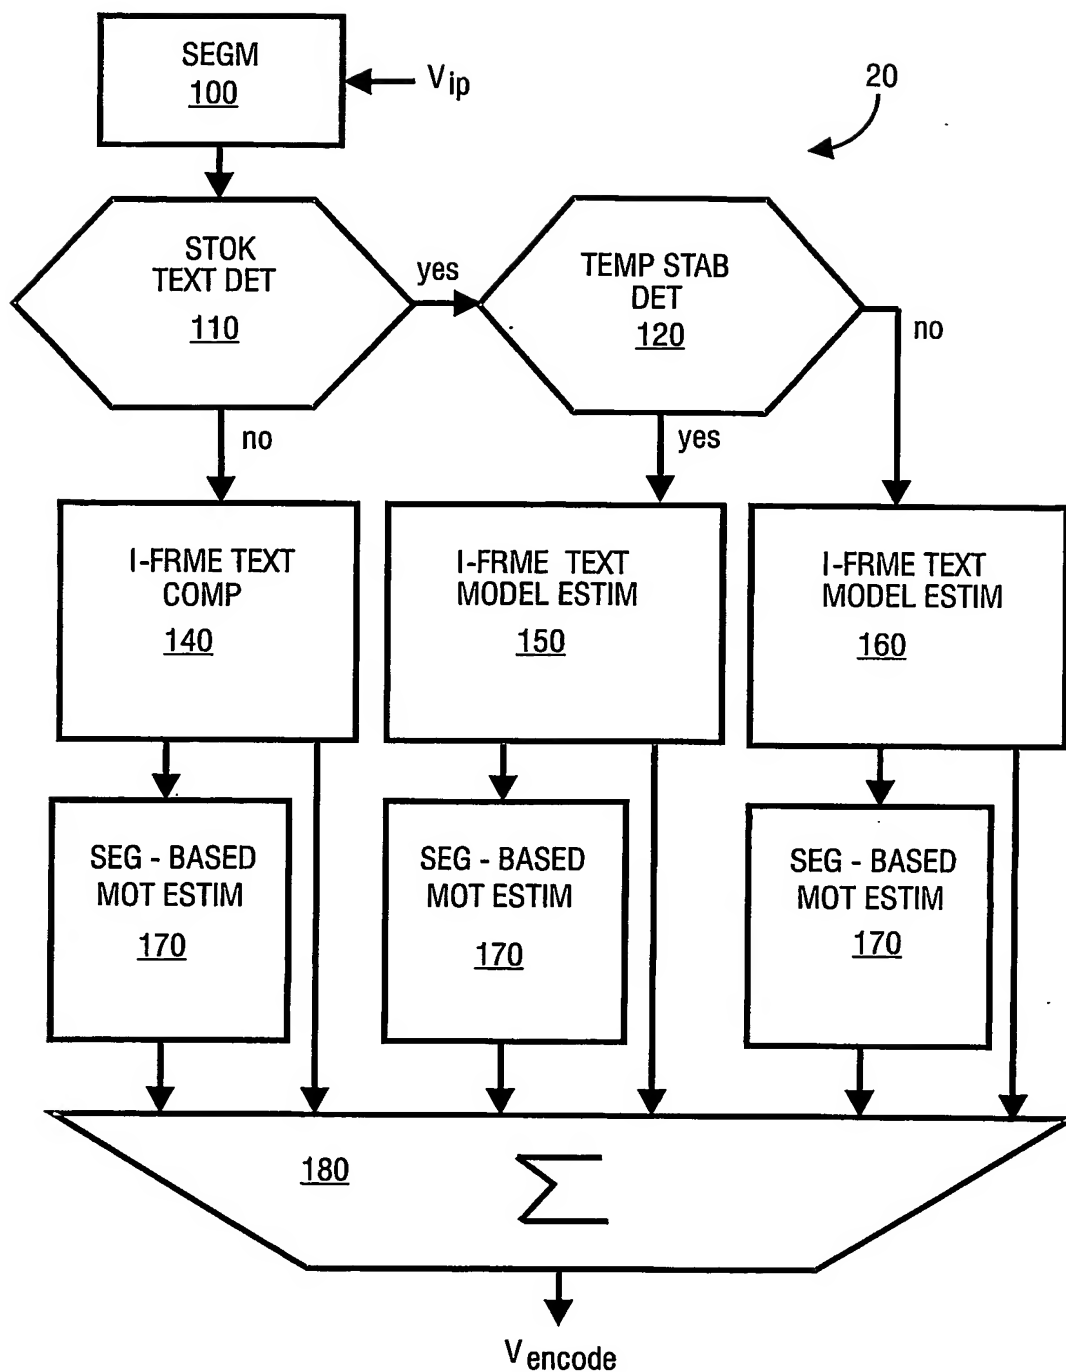 SEGM
100
Vip
20
STOK
TEXT DET
110
yes
TEMP STAB
DET
120
no
no
yes
I-FRME TEXT
COMP
140
I-FRME TEXT
MODEL ESTIM
150
I-FRME TEXT
MODEL ESTIM
160
SEG - BASED
MOT ESTIM
170
SEG - BASED
MOT ESTIM
170
SEG - BASED
MOT ESTIM
170
180
Σ
Vencode